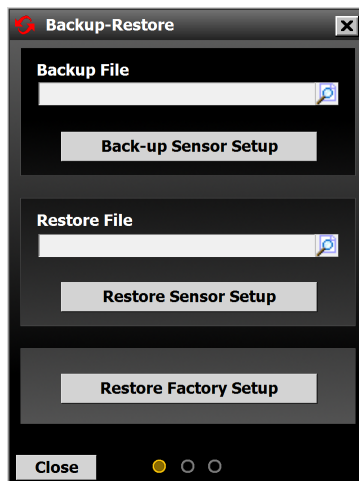 Backup-Restore
Backup File
Back-up Sensor Setup
Restore File
Restore Sensor Setup
Restore Factory Setup
Close